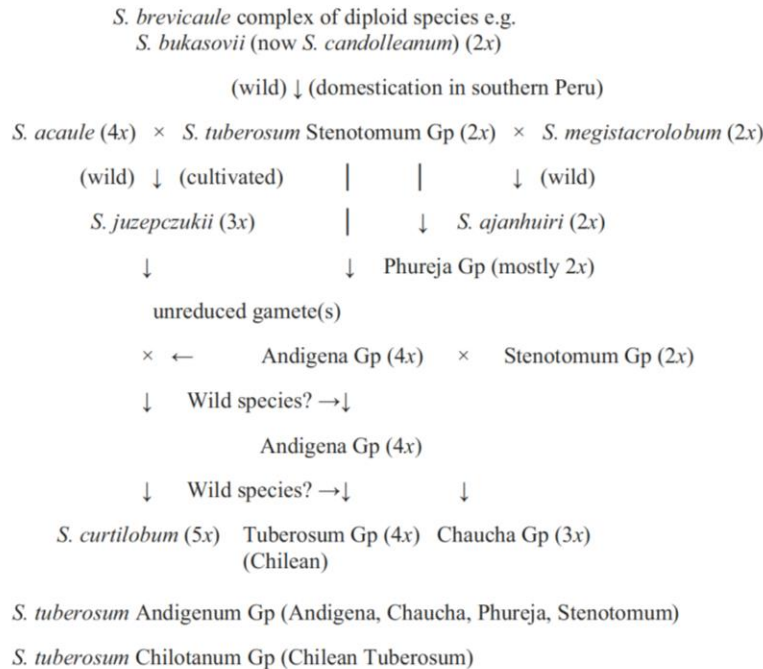 S. brevicaule complex of diploid species e.g.
S. bukasovii (now S. candolleanum) (2x)
(wild) ↓ (domestication in southern Peru)
S. acaule (4x) × S. tuberosum Stenotomum Gp (2x) × S. megistacrolobum (2x)
(wild) ↓ (cultivated) | | ↓ (wild)
S. juzepczukii (3x) | ↓ S. ajanhuiri (2x)
↓ ↓ Phureja Gp (mostly 2x)
unreduced gamete(s)
× ← Andigena Gp (4x) × Stenotomum Gp (2x)
↓ Wild species? →↓
Andigena Gp (4x)
↓ Wild species? →↓ ↓
S. curtilobum (5x) Tuberosum Gp (4x) Chaucha Gp (3x)
(Chilean)
S. tuberosum Andigenum Gp (Andigena, Chaucha, Phureja, Stenotomum)
S. tuberosum Chilotanum Gp (Chilean Tuberosum)